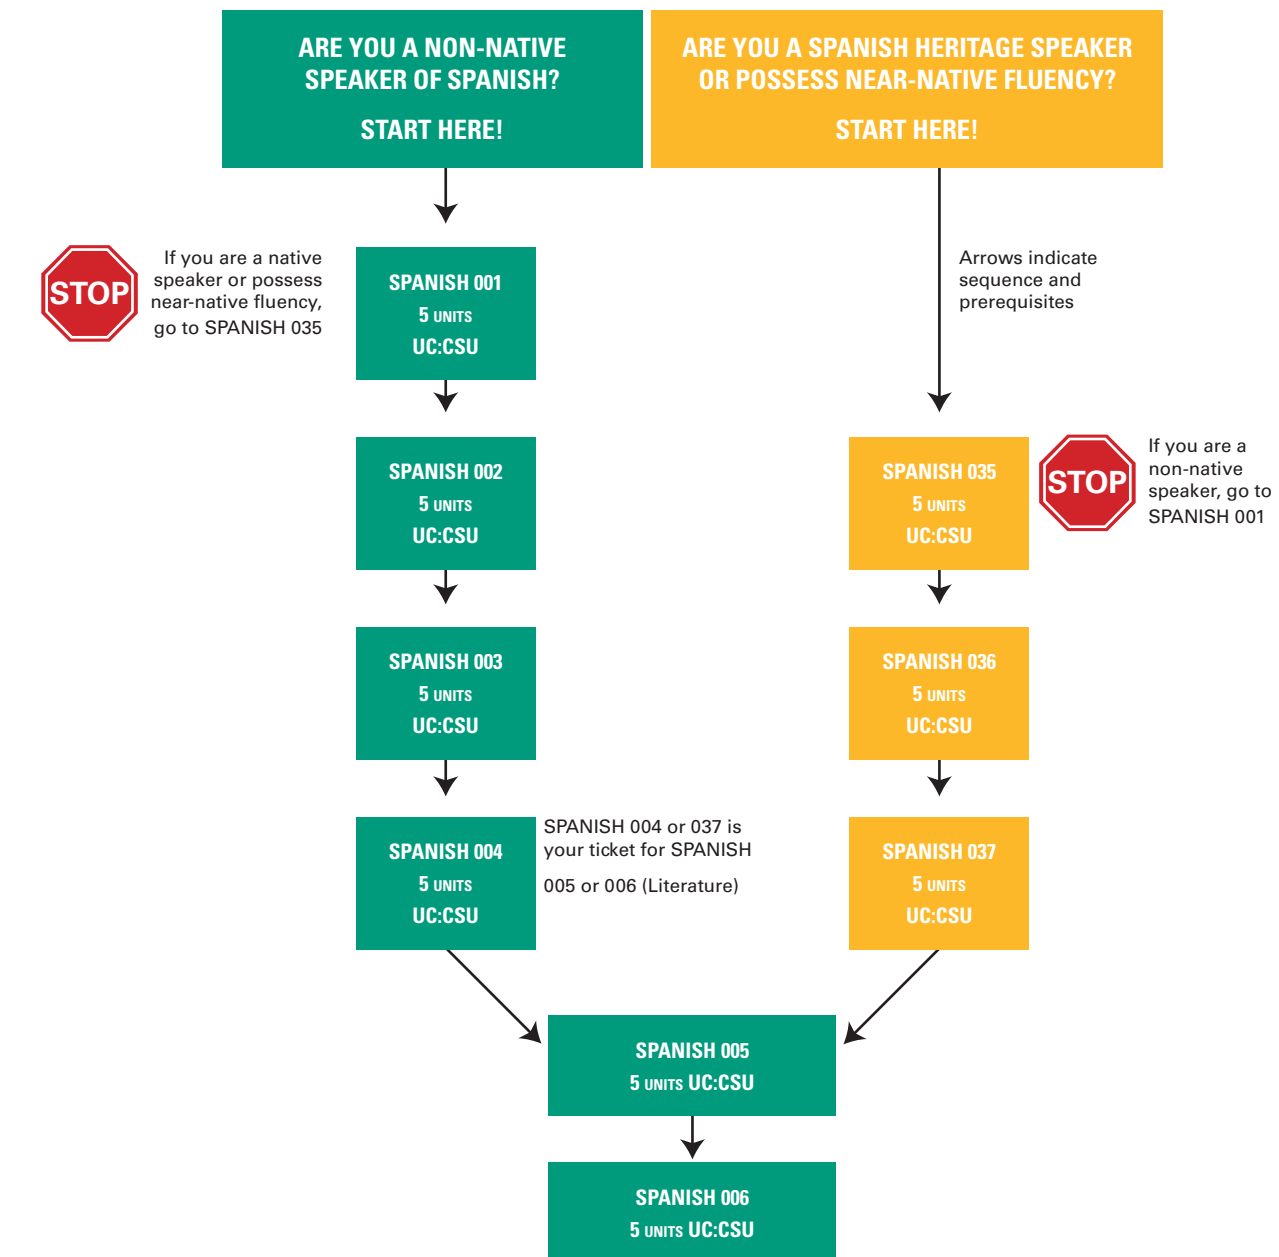 ARE YOU A NON-NATIVE
SPEAKER OF SPANISH?
START HERE!
ARE YOU A SPANISH HERITAGE SPEAKER
OR POSSESS NEAR-NATIVE FLUENCY?
START HERE!
STOP
If you are a native
speaker or possess
near-native fluency,
go to SPANISH 035
SPANISH 001
5 UNITS
UC:CSU
Arrows indicate
sequence and
prerequisites
SPANISH 002
5 UNITS
UC:CSU
SPANISH 035
5 UNITS
UC:CSU
STOP
If you are a
non-native
speaker, go to
SPANISH 001
SPANISH 003
5 UNITS
UC:CSU
SPANISH 036
5 UNITS
UC:CSU
SPANISH 004
5 UNITS
UC:CSU
SPANISH 004 or 037 is
your ticket for SPANISH
005 or 006 (Literature)
SPANISH 037
5 UNITS
UC:CSU
SPANISH 005
5 UNITS UC:CSU
SPANISH 006
5 UNITS UC:CSU